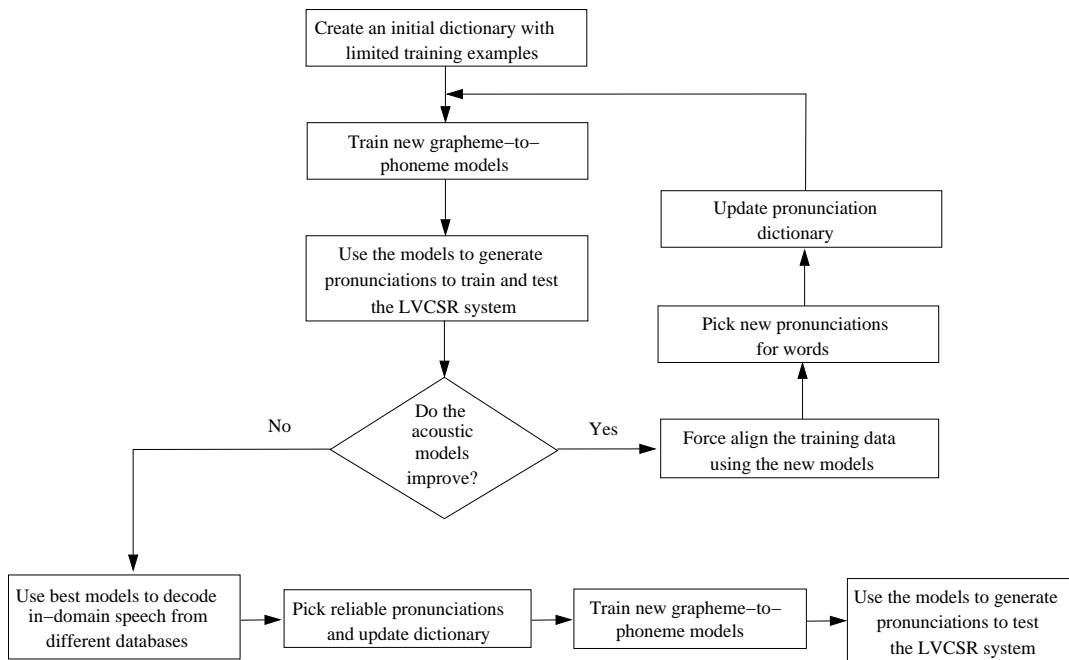 Create an initial dictionary with
limited training examples
Train new grapheme−to−
phoneme models
Use the models to generate
pronunciations to train and test
the LVCSR system
Do the
acoustic
models
improve?
No
Yes
Force align the training data
using the new models
Pick new pronunciations
for words
Update pronunciation
dictionary
Use best models to decode
in−domain speech from
different databases
Pick reliable pronunciations
and update dictionary
Train new grapheme−to−
phoneme models
Use the models to generate
pronunciations to test
the LVCSR system